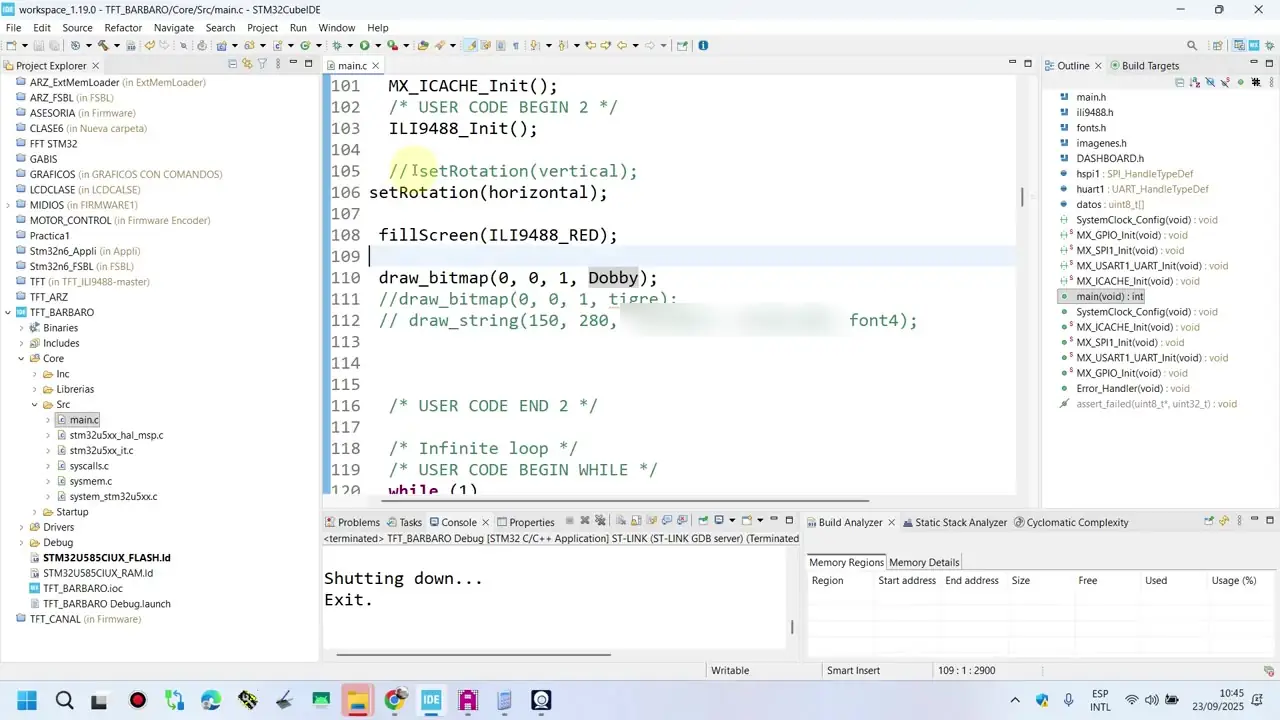 workspace_1.19.0 - TFT_BARBARO/Core/Src/main.c - STM32CubeIDE
File Edit Source Refactor Navigate Search Project Run Window Help
Project Explorer
ARZ_ExtMemLoader (in ExtMemLoader)
ARZ_FSBL (in FSBL)
ASESORIA (in Firmware)
CLASE6 (in Nueva carpeta)
FFT STM32
GABIS
GRAFICOS (in GRAFICOS CON COMANDOS)
LCDCLASE (in LCDCALSE)
MIDIOS (in FIRMWARE1)
MOTOR_CONTROL (in Firmware Encoder)
Practica1
Stm32n6_Appli (in Appli)
Stm32n6_FSBL (in FSBL)
TFT (in TFT_ILI9488-master)
TFT_ARZ
TFT_BARBARO
Binaries
Includes
Core
Inc
Librerias
Src
main.c
stm32u5xx_hal_msp.c
stm32u5xx_it.c
syscalls.c
sysmem.c
system_stm32u5xx.c
Startup
Drivers
Debug
STM32U585CIUX_FLASH.ld
STM32U585CIUX_RAM.ld
TFT_BARBARO.ioc
TFT_BARBARO Debug.launch
TFT_CANAL (in Firmware)
main.c
101 MX_ICACHE_Init();
102 /* USER CODE BEGIN 2 */
103 ILI9488_Init();
104
105 // setRotation(vertical);
106 setRotation(horizontal);
107
108 fillScreen(ILI9488_RED);
109
110 draw_bitmap(0, 0, 1, Dobby);
111 //draw_bitmap(0, 0, 1, tigre);
112 // draw_string(150, 280, font4);
113
114
115
116 /* USER CODE END 2 */
117
118 /* Infinite loop */
119 /* USER CODE BEGIN WHILE */
120 while (1)
Outline Build Targets
main.h
ili9488.h
fonts.h
imagenes.h
DASHBOARD.h
hspi1 : SPI_HandleTypeDef
huart1 : UART_HandleTypeDef
datos : uint8_t[]
SystemClock_Config(void) : void
MX_GPIO_Init(void) : void
MX_SPI1_Init(void) : void
MX_USART1_UART_Init(void) : void
MX_ICACHE_Init(void) : void
main(void) : int
SystemClock_Config(void) : void
MX_ICACHE_Init(void) : void
MX_SPI1_Init(void) : void
MX_USART1_UART_Init(void) : void
MX_GPIO_Init(void) : void
Error_Handler(void) : void
assert_failed(uint8_t*, uint32_t) : void
Problems Tasks Console Properties
<terminated> TFT_BARBARO Debug [STM32 C/C++ Application] ST-LINK (ST-LINK GDB server) (Terminated
Shutting down...
Exit.
Build Analyzer Static Stack Analyzer Cyclomatic Complexity
Memory Regions Memory Details
Region Start address End address Size Free Used Usage (%)
Writable Smart Insert 109 : 1 : 2900
IDE
ESP
INTL
10:45
23/09/2025